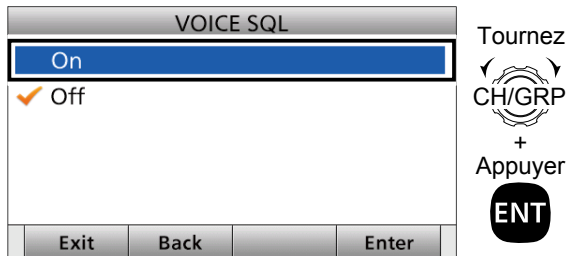 VOICE SQL
On
Off
Exit Back Enter
Tournez
CH/GRP
+
Appuyer
ENT